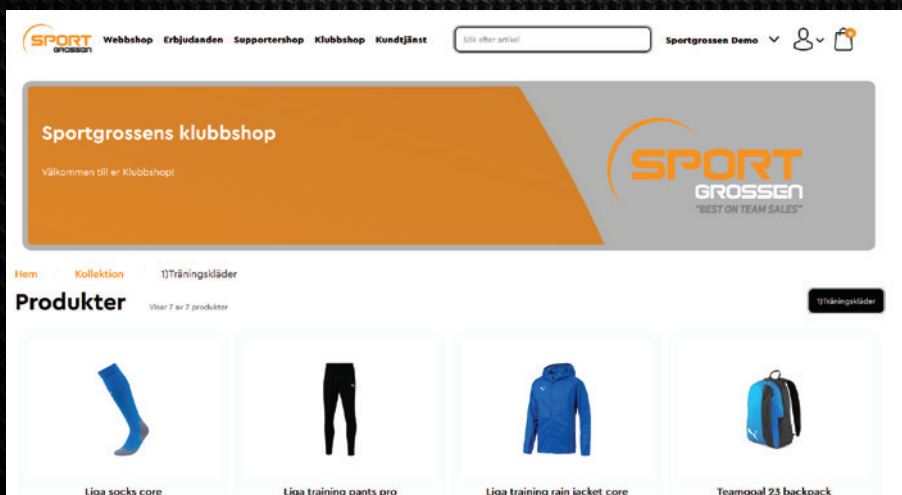 SPORT
GROSSEN
Webbshop Erbjudanden Supportershop Klubbshop Kundtjänst
Sök efter artikel
Sportgrossen Demo
Sportgrossens klubbshop
Välkommen till er Klubbshop!
SPORT
GROSSEN
"BEST ON TEAM SALES"
Hem / Kollektion / 1)Träningskläder
Produkter
Visar 7 av 7 produkter
1)Träningskläder
Liga socks core
Liga training pants pro
Liga training rain jacket core
Teamgoal 23 backpack